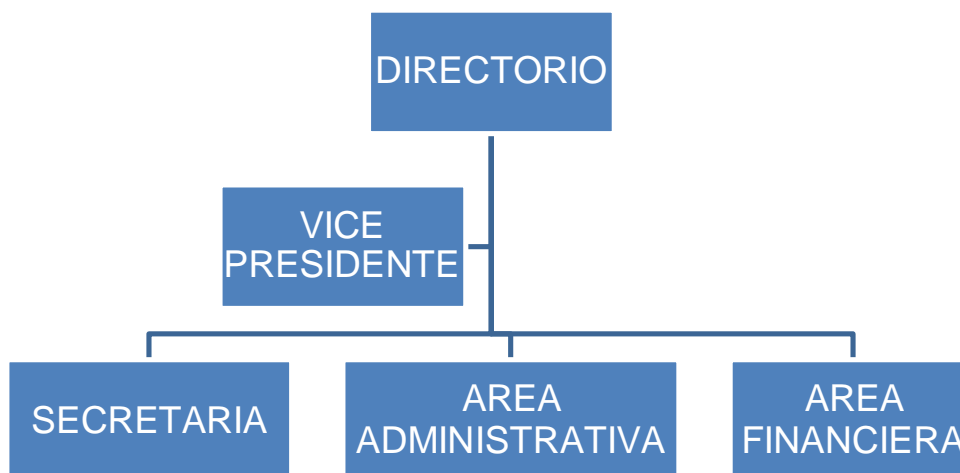 DIRECTORIO
VICE
PRESIDENTE
SECRETARIA
AREA
ADMINISTRATIVA
AREA
FINANCIERA